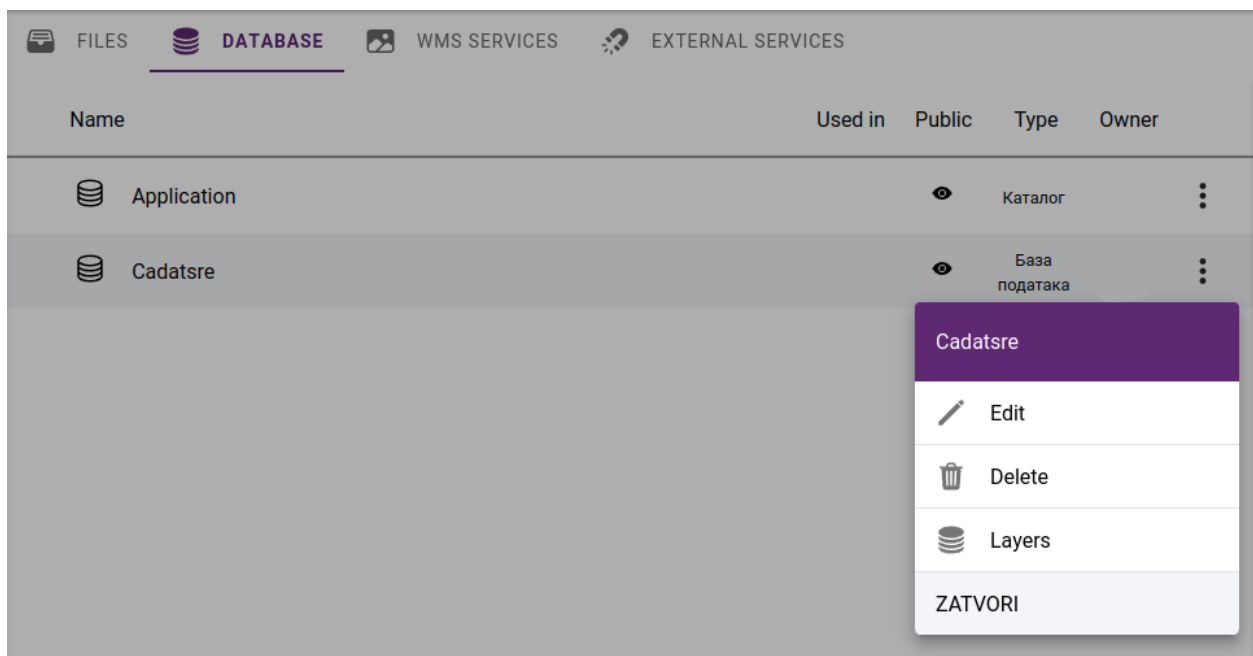 FILES DATABASE WMS SERVICES EXTERNAL SERVICES
Name Used in Public Type Owner
Application Каталог
Cadatsre База
података
Cadatsre
Edit
Delete
Layers
ZATVORI